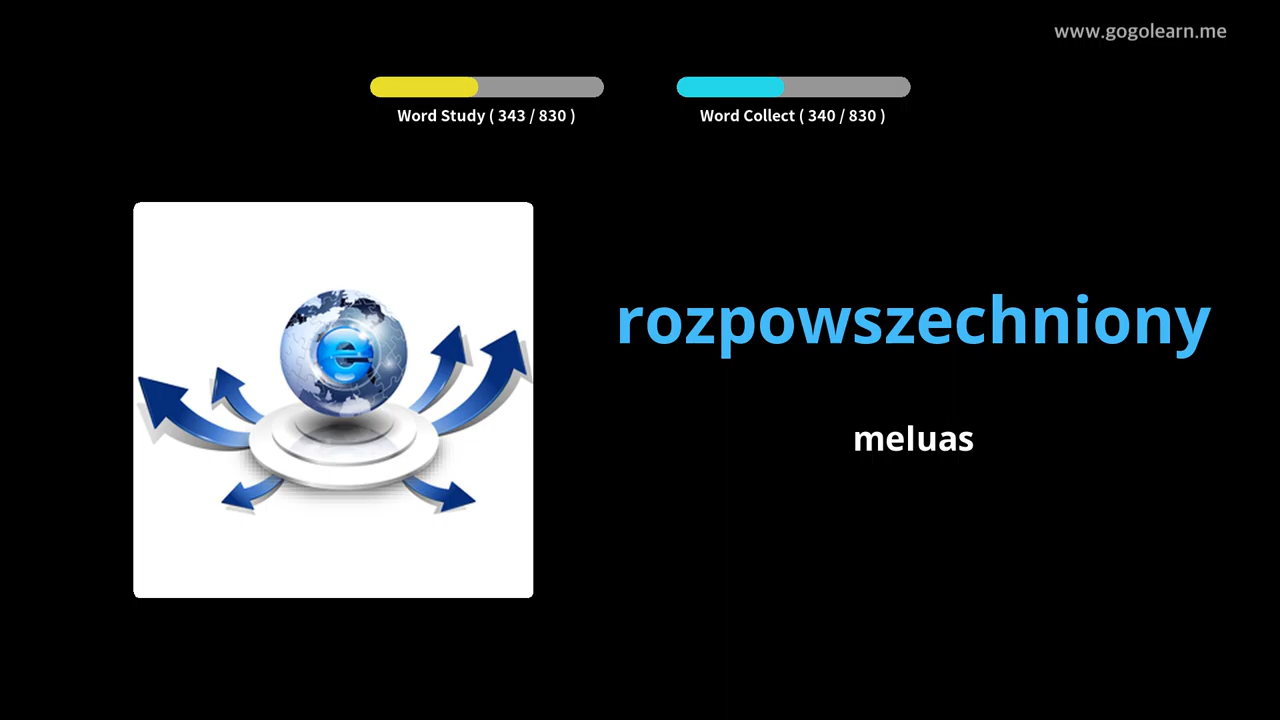 www.gogolearn.me
Word Study ( 343 / 830 )
Word Collect ( 340 / 830 )
e
rozpowszechniony
meluas